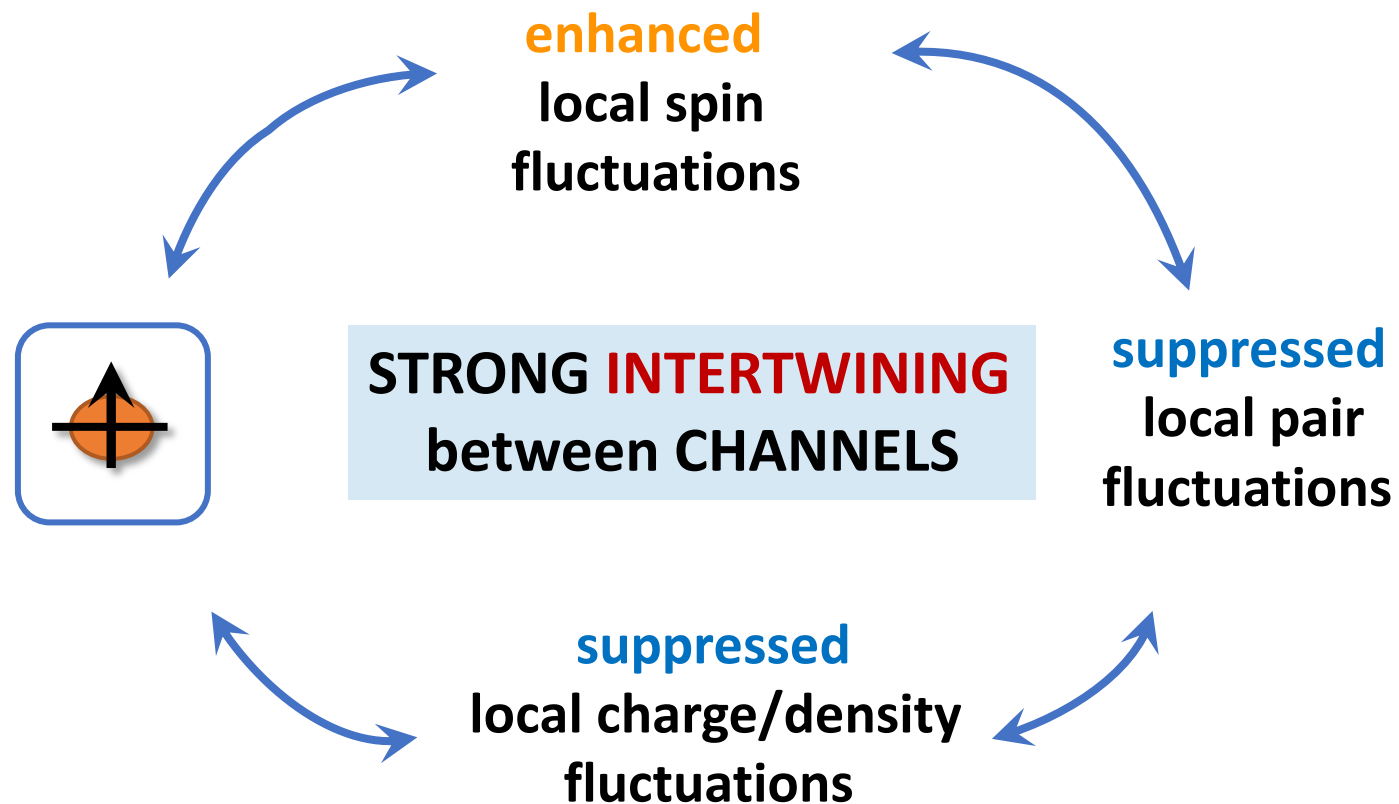 enhanced
local spin
fluctuations
STRONG INTERTWINING
between CHANNELS
suppressed
local pair
fluctuations
suppressed
local charge/density
fluctuations